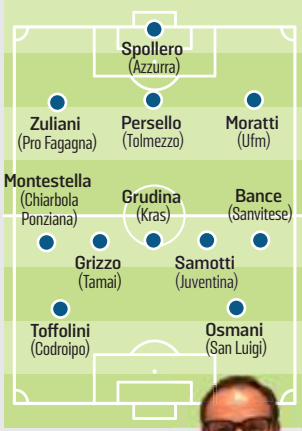 Spollero
(Azzurra)
Zuliani
(Pro Fagagna)
Persello
(Tolmezzo)
Moratti
(Ufm)
Montestella
(Chiarbola
Ponziana)
Grudina
(Kras)
Bance
(Sanvitese)
Grizzo
(Tamai)
Samotti
(Juventina)
Toffolini
(Codroipo)
Osmani
(San Luigi)